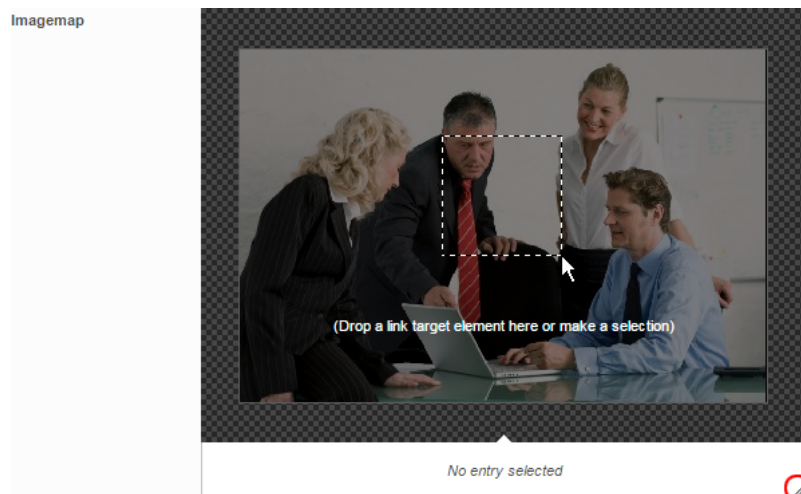 Imagemap
(Drop a link target element here or make a selection)
No entry selected